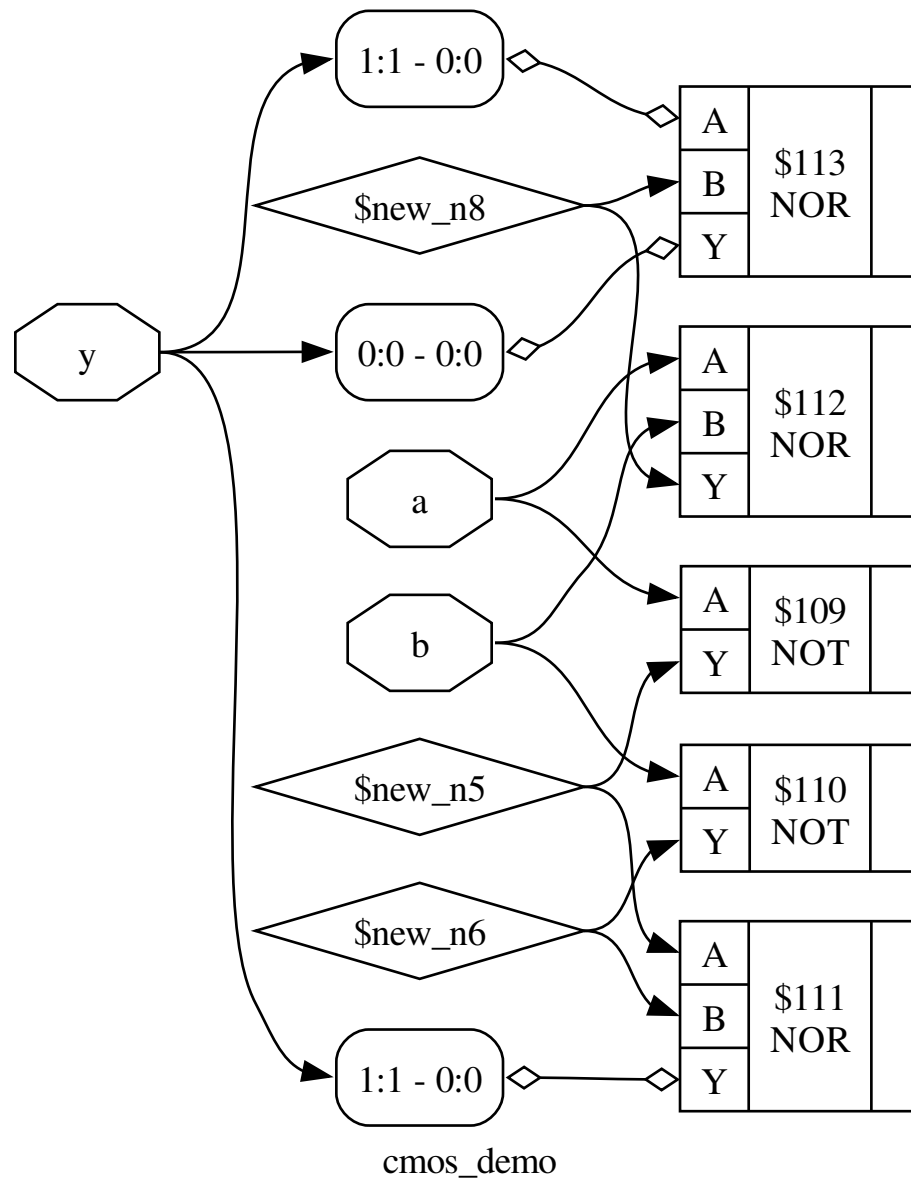 1:1 - 0:0
A
B
Y
$113
NOR
$new_n8
y
0:0 - 0:0
A
B
Y
$112
NOR
a
A
Y
$109
NOT
b
$new_n5
A
Y
$110
NOT
$new_n6
A
B
Y
$111
NOR
1:1 - 0:0
cmos_demo